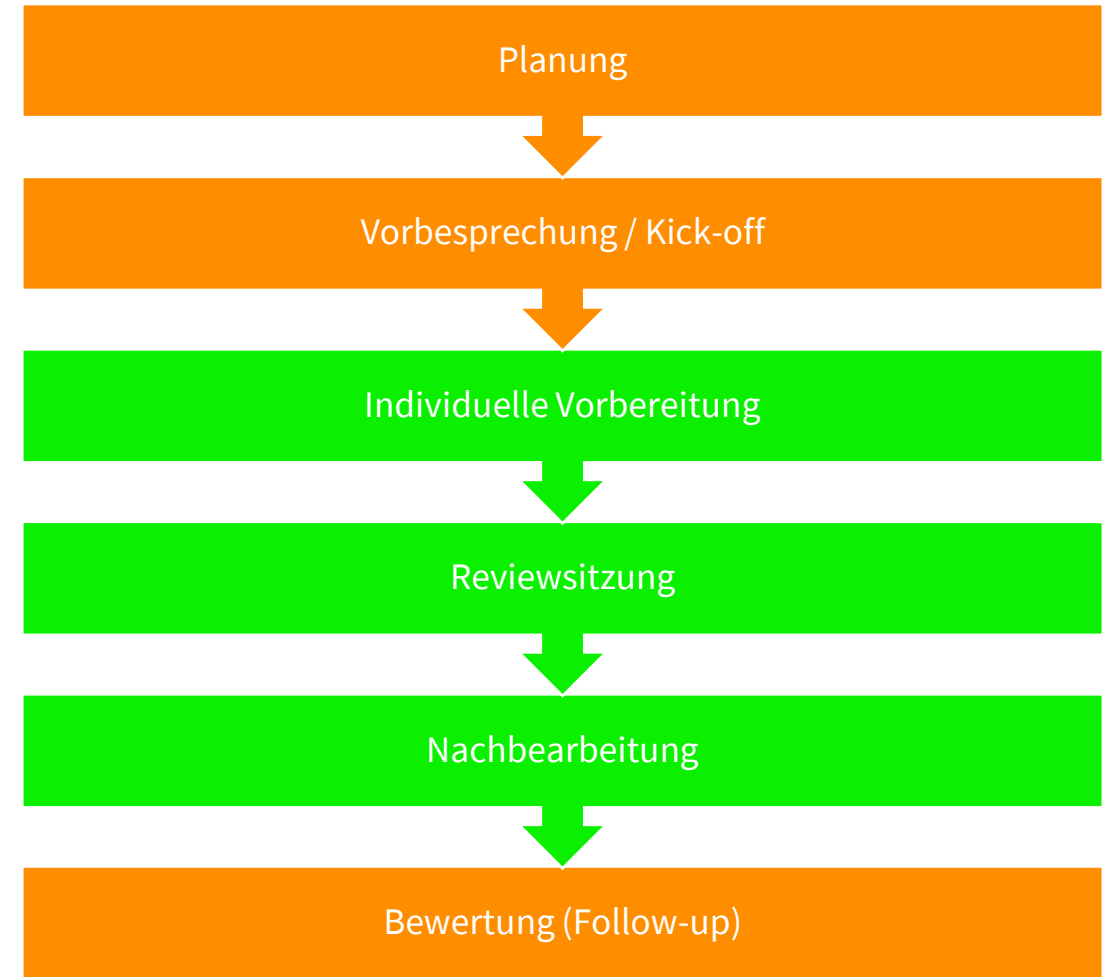 Planung
Vorbesprechung / Kick-off
Individuelle Vorbereitung
Reviewsitzung
Nachbearbeitung
Bewertung (Follow-up)